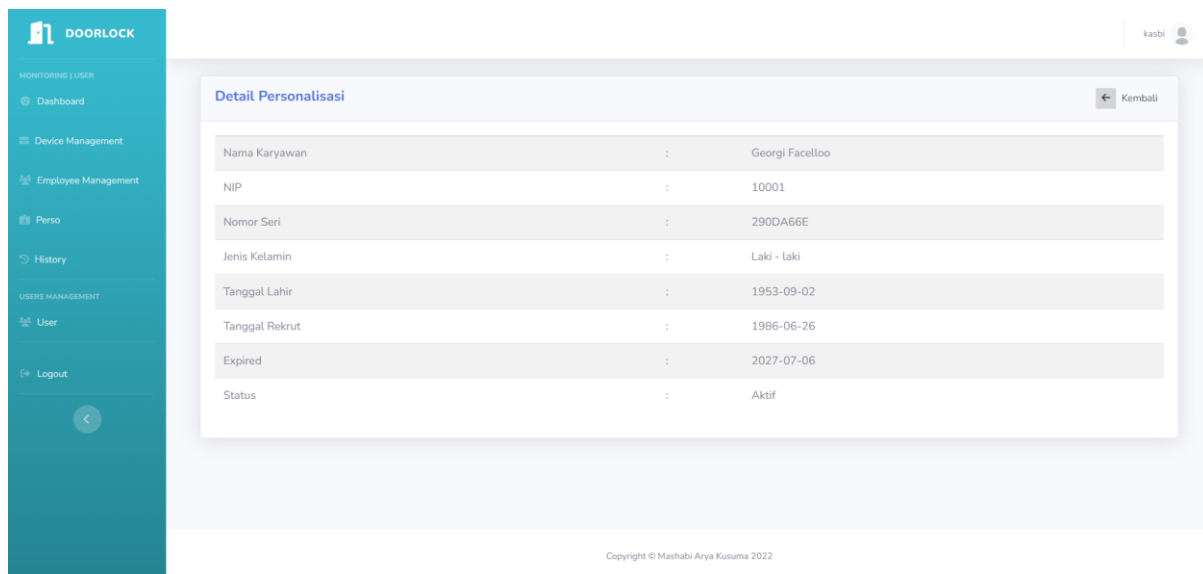 DOORLOCK
kasbi
MONITORING | USER
Dashboard
Device Management
Employee Management
Perso
History
USERS MANAGEMENT
User
Logout
Detail Personalisasi
Kembali
Nama Karyawan : Georgi Facelloo
NIP : 10001
Nomor Seri : 290DA66E
Jenis Kelamin : Laki - laki
Tanggal Lahir : 1953-09-02
Tanggal Rekrut : 1986-06-26
Expired : 2027-07-06
Status : Aktif
Copyright © Mashabi Arya Kusuma 2022